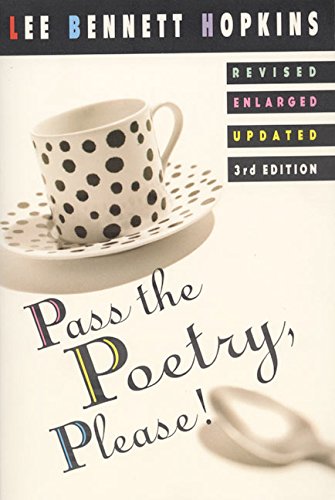 LEE BENNETT HOPKINS
REVISED
ENLARGED
UPDATED
3rd EDITION
Pass the
Poetry,
Please!